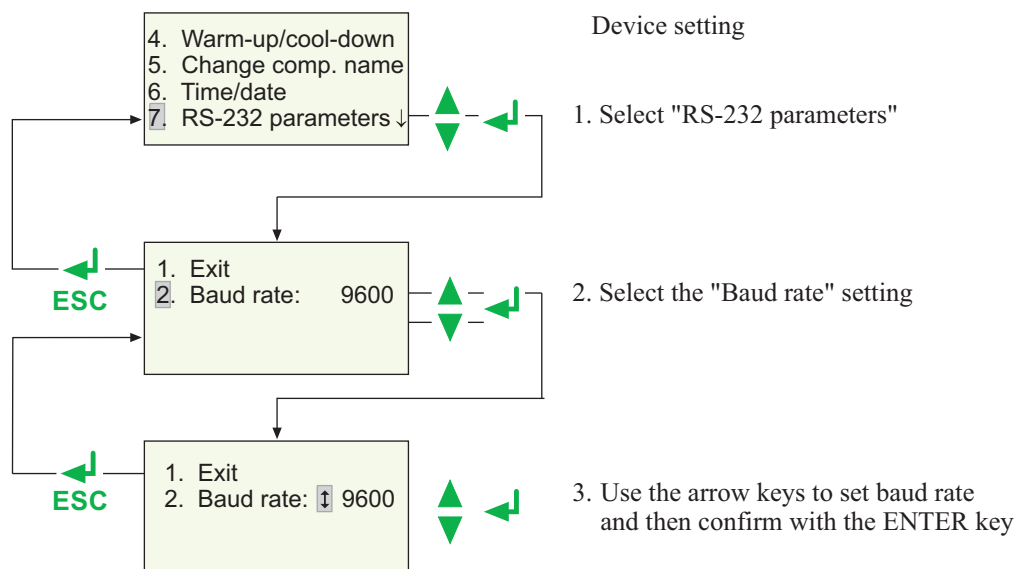 Device setting
4. Warm-up/cool-down
5. Change comp. name
6. Time/date
7. RS-232 parameters ↓
1. Select "RS-232 parameters"
ESC
1. Exit
2. Baud rate: 9600
2. Select the "Baud rate" setting
ESC
1. Exit
2. Baud rate: ↕ 9600
3. Use the arrow keys to set baud rate
and then confirm with the ENTER key